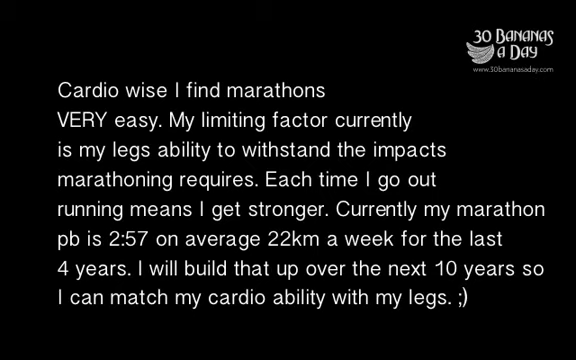 30 BANANAS
A DAY
www.30bananasaday.com
Cardio wise I find marathons
VERY easy. My limiting factor currently
is my legs ability to withstand the impacts
marathoning requires. Each time I go out
running means I get stronger. Currently my marathon
pb is 2:57 on average 22km a week for the last
4 years. I will build that up over the next 10 years so
I can match my cardio ability with my legs. ;)